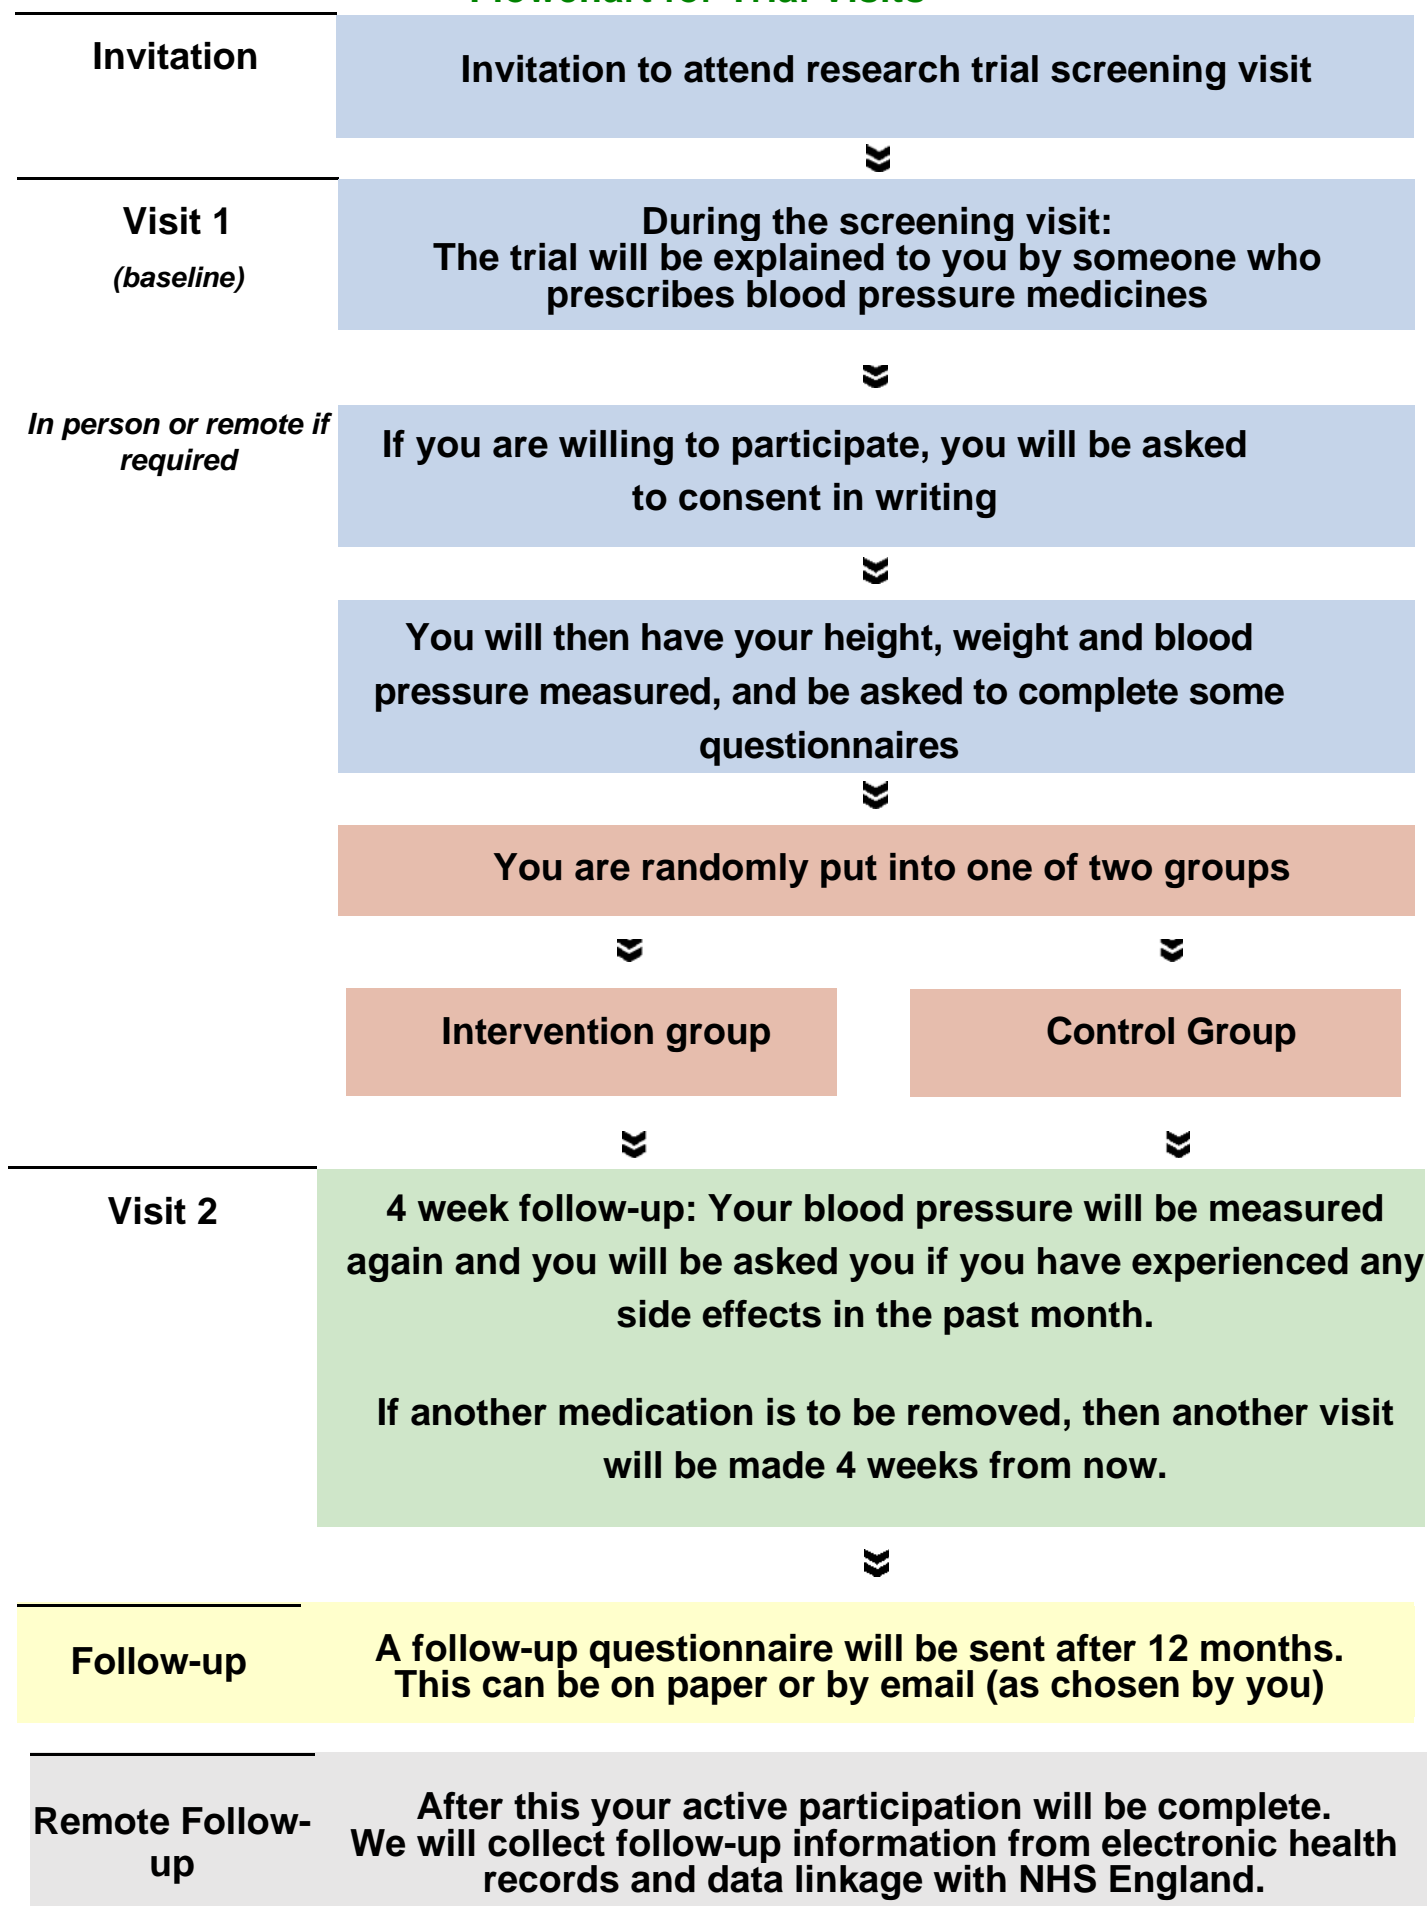 Flowchart for Trial Visits
Invitation
Invitation to attend research trial screening visit
Visit 1
(baseline)
During the screening visit:
The trial will be explained to you by someone who
prescribes blood pressure medicines
In person or remote if
required
If you are willing to participate, you will be asked
to consent in writing
You will then have your height, weight and blood
pressure measured, and be asked to complete some
questionnaires
You are randomly put into one of two groups
Intervention group
Control Group
Visit 2
4 week follow-up: Your blood pressure will be measured
again and you will be asked you if you have experienced any
side effects in the past month.
If another medication is to be removed, then another visit
will be made 4 weeks from now.
Follow-up
A follow-up questionnaire will be sent after 12 months.
This can be on paper or by email (as chosen by you)
Remote Follow-
up
After this your active participation will be complete.
We will collect follow-up information from electronic health
records and data linkage with NHS England.